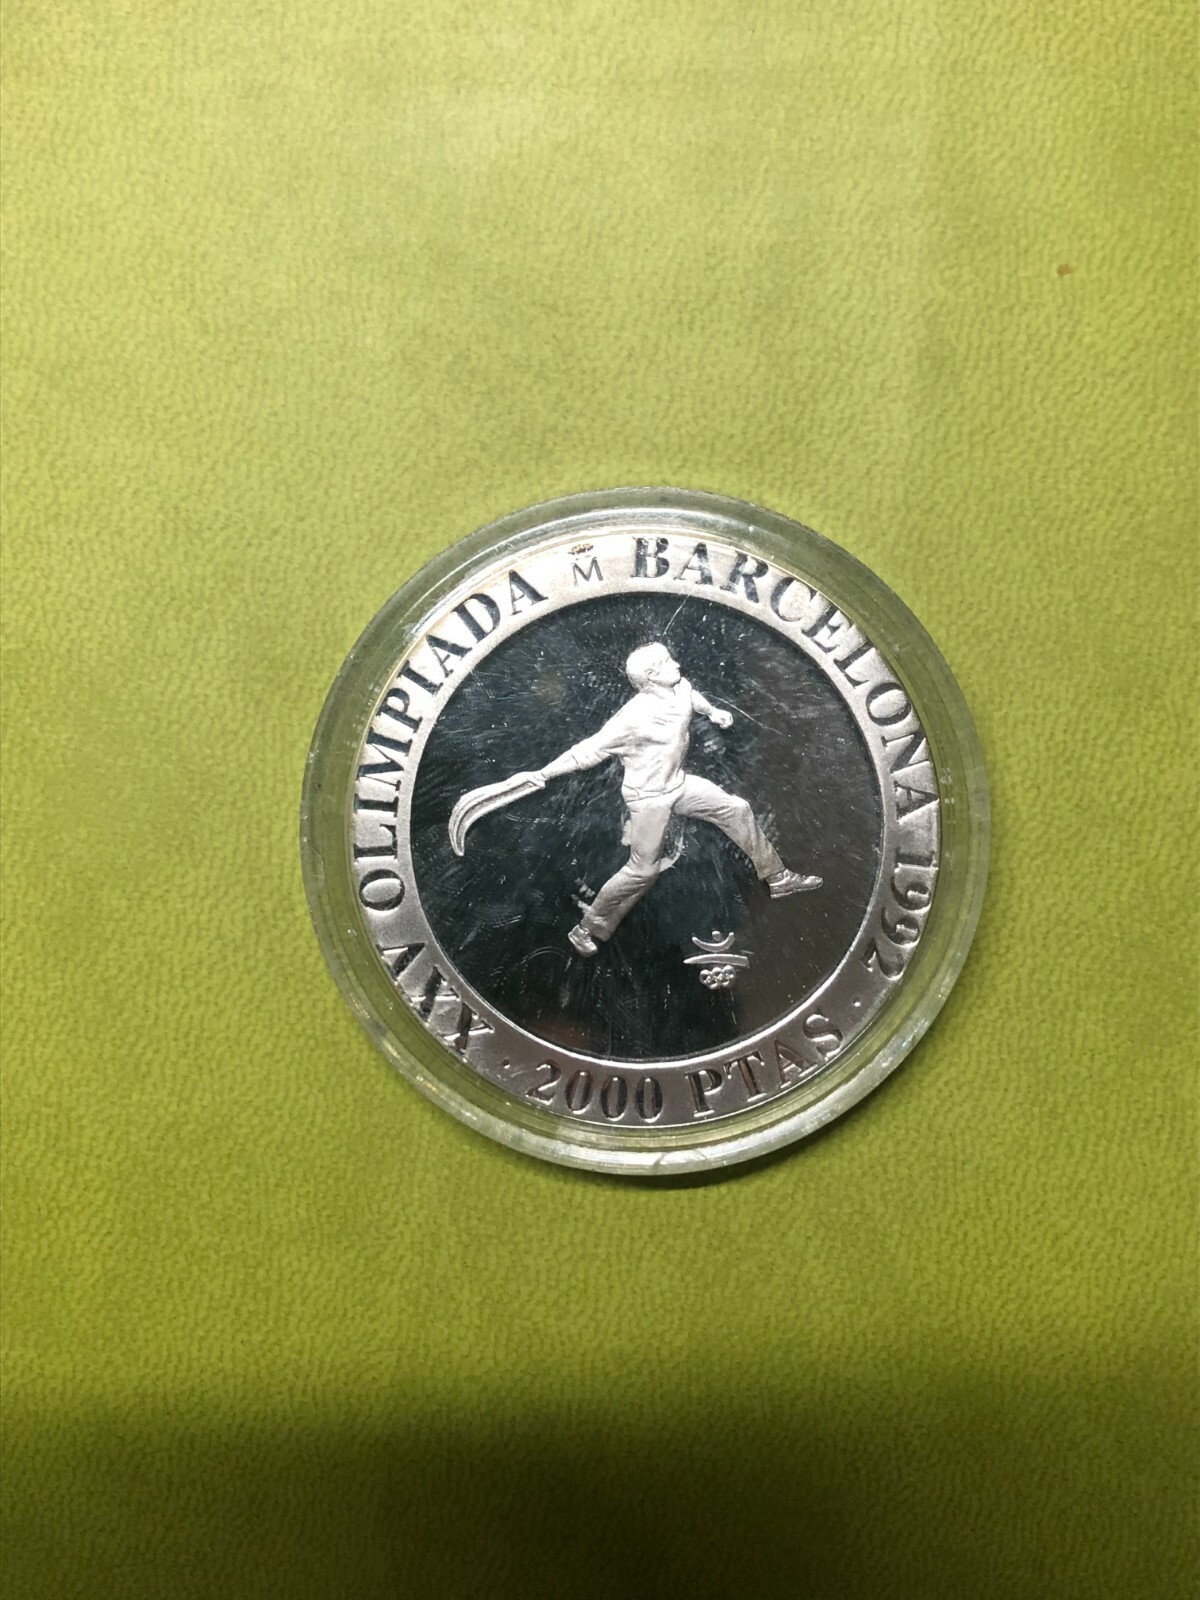 XXV OLIMPIADA M BARCELONA 1992
· 2000 PTAS ·